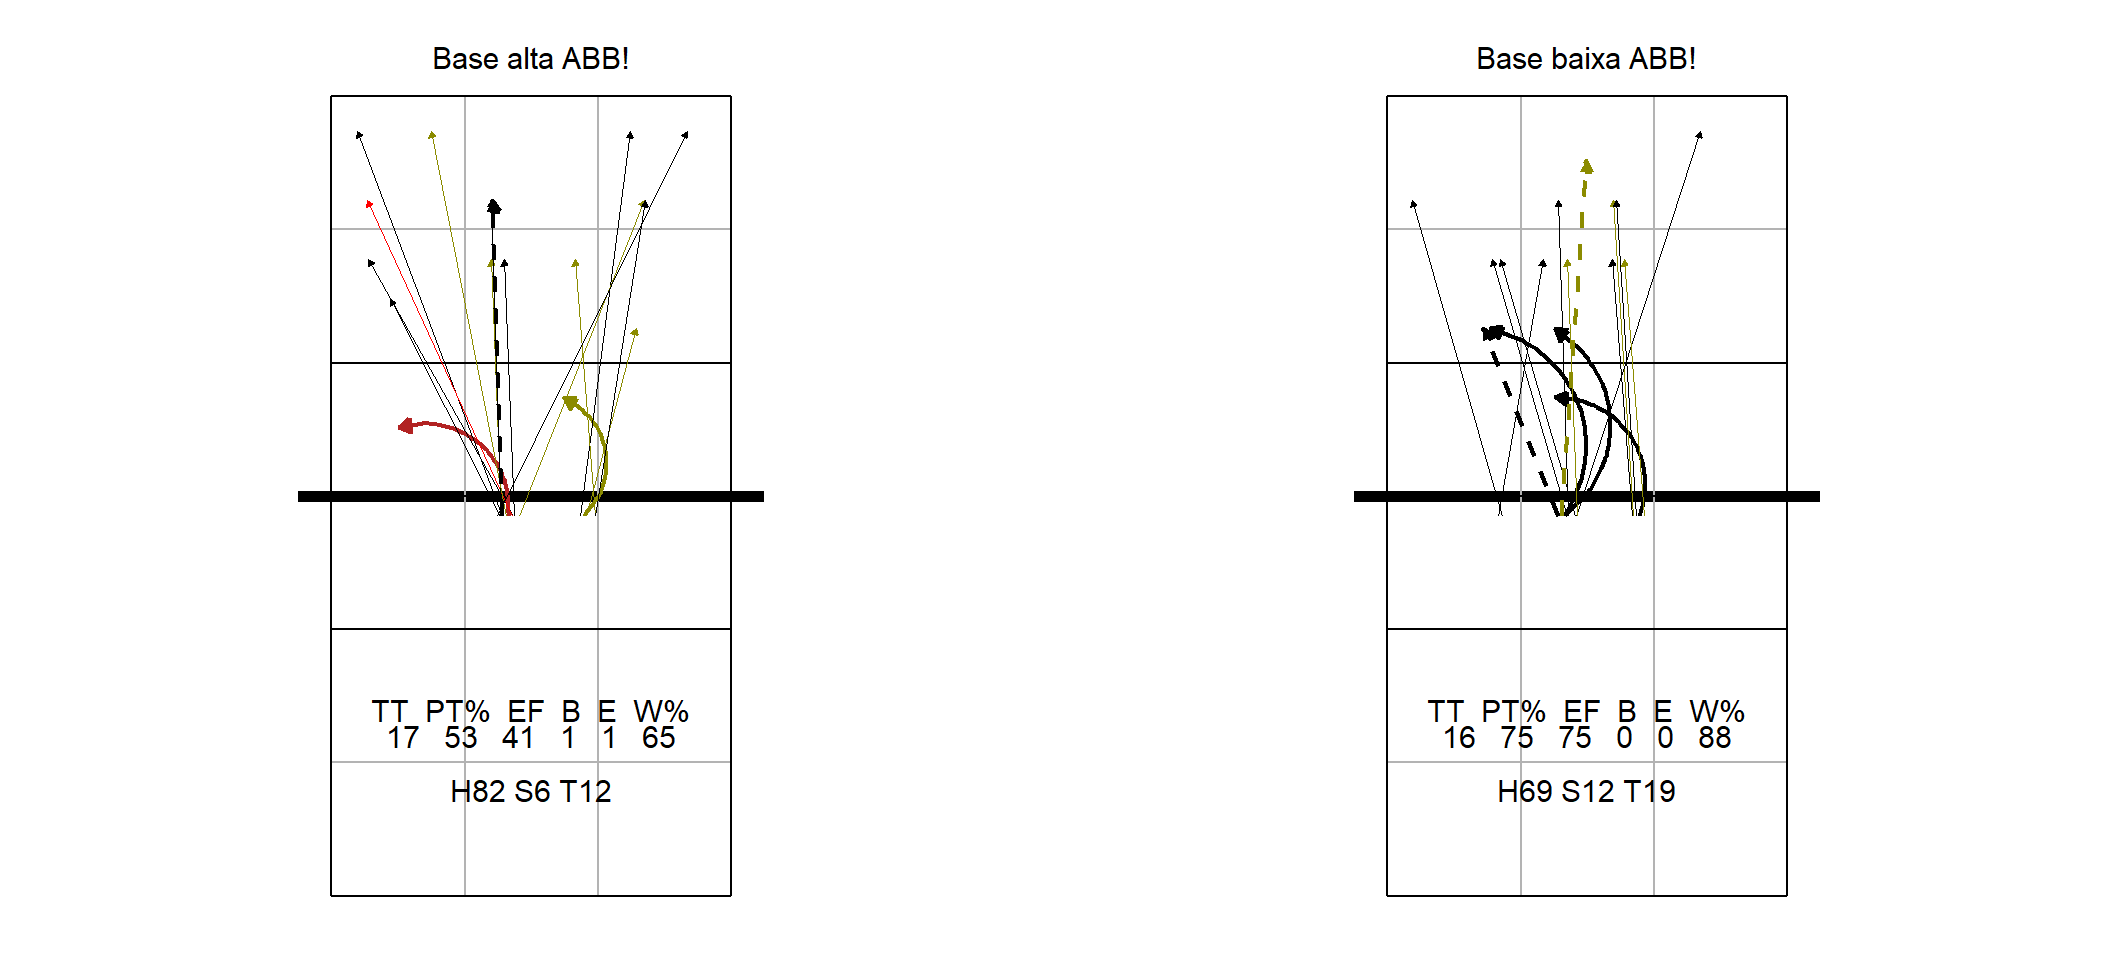 Base alta ABB!
TT PT% EF B E W%
17 53 41 1 1 65
H82 S6 T12
Base baixa ABB!
TT PT% EF B E W%
16 75 75 0 0 88
H69 S12 T19